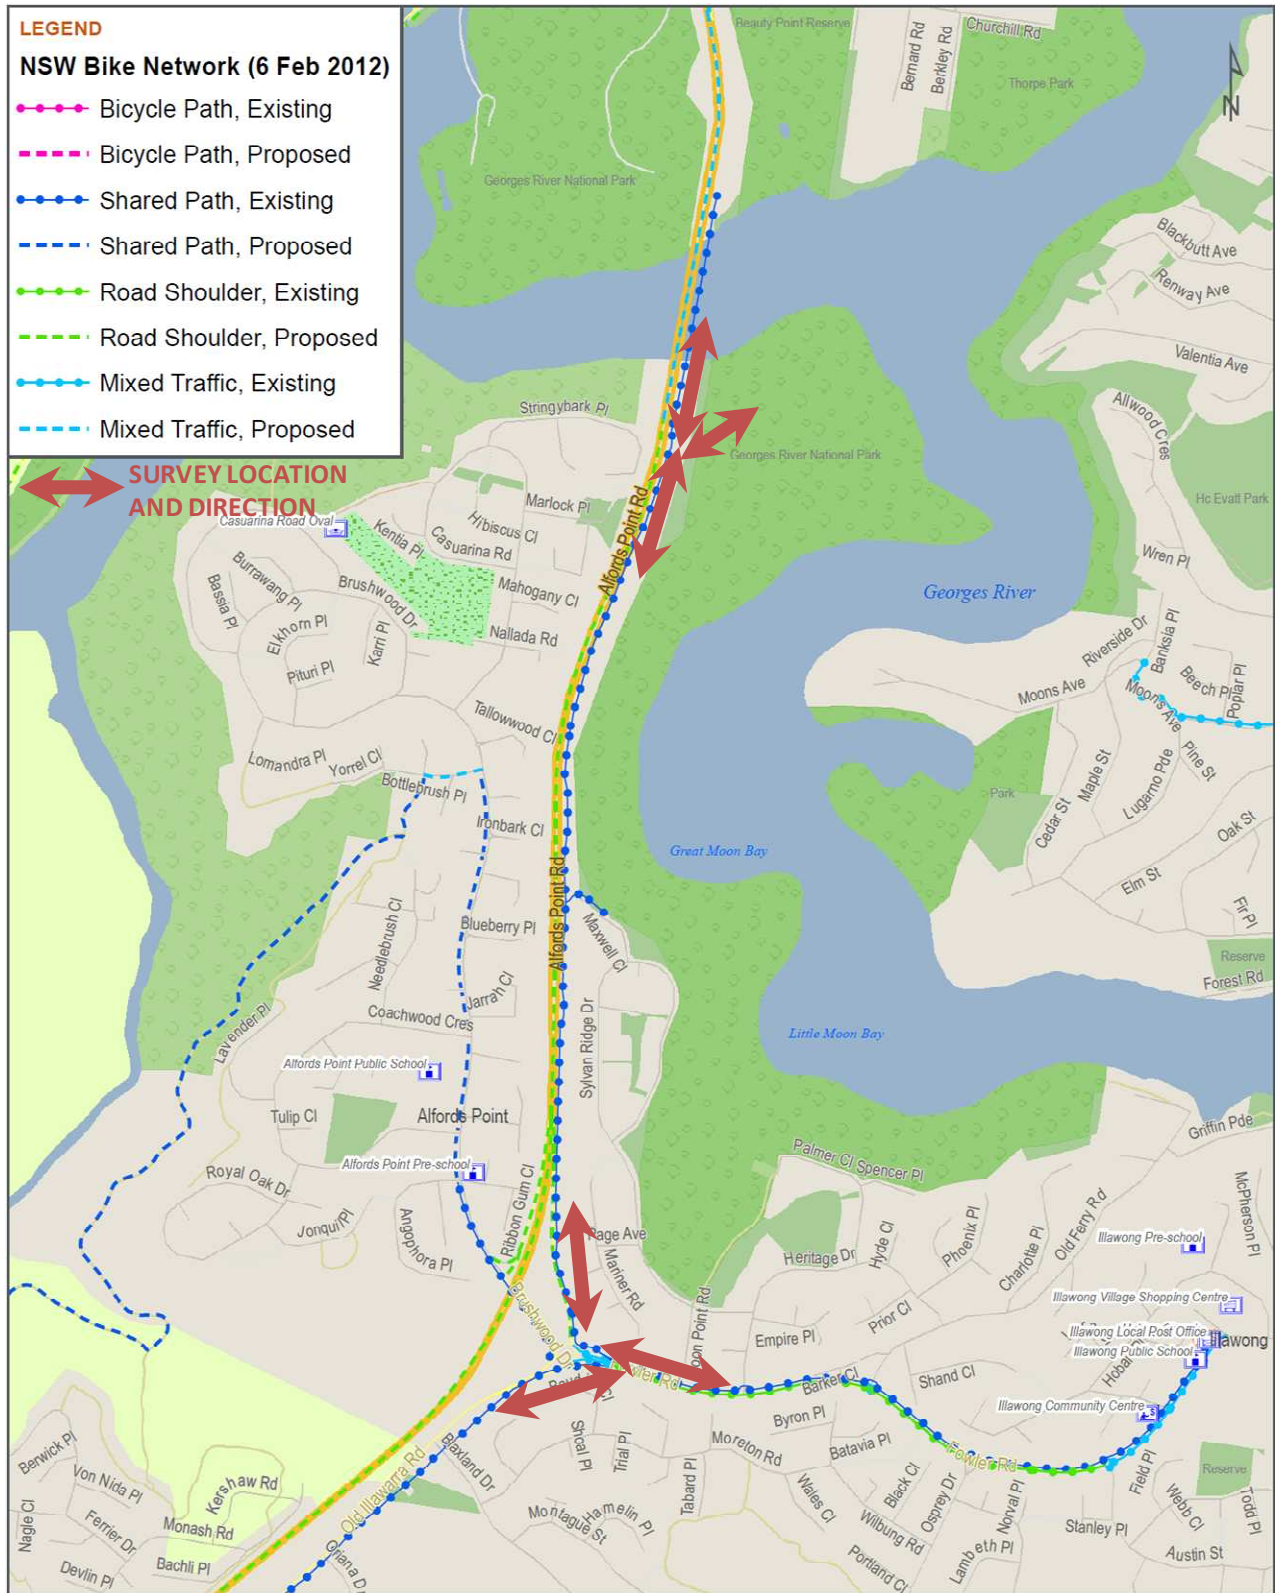 LEGEND
NSW Bike Network (6 Feb 2012)
Bicycle Path, Existing
Bicycle Path, Proposed
Shared Path, Existing
Shared Path, Proposed
Road Shoulder, Existing
Road Shoulder, Proposed
Mixed Traffic, Existing
Mixed Traffic, Proposed
SURVEY LOCATION
AND DIRECTION
Beauty Point Reserve
Bernard Rd
Berkley Rd
Churchill Rd
Thorpe Park
N
Georges River National Park
Blackbutt Ave
Renway Ave
Valentia Ave
Allwood Cres
Stringybark Pl
Georges River National Park
Hc Evatt Park
Marlock Pl
Casuarina Road Oval
Kentia Pl
Hibiscus Cl
Casuarina Rd
Alfords Point Rd
Wren Pl
Burrawang Pl
Bassia Pl
Brushwood Dr
Mahogany Cl
Georges River
Elkhorn Pl
Karri Pl
Nallada Rd
Riverside Dr
Banksia Pl
Pituri Pl
Beech Pl
Poplar Pl
Moons Ave
Moons Ave
Tallowwood Cl
Lomandra Pl
Yorrel Cl
Bottlebrush Pl
Pine St
Maple St
Lugarno Pde
Park
Cedar St
Ironbark Cl
Oak St
Great Moon Bay
Alfords Point Rd
Elm St
Fir Pl
Needlebrush Cl
Blueberry Pl
Maxwell Cl
Reserve
Forest Rd
Jarrah Cl
Coachwood Cres
Lavender Pl
Sylvan Ridge Dr
Little Moon Bay
Alfords Point Public School
Tulip Cl
Alfords Point
Griffin Pde
Alfords Point Pre-school
Royal Oak Dr
Palmer Cl
Spencer Pl
McPherson Pl
Jonquil Pl
Angophora Pl
Ribbon Gum Cl
Page Ave
Mariner Rd
Heritage Dr
Hyde Cl
Phoenix Pl
Charlotte Pl
Old Ferry Rd
Illawong Pre-school
Brushwood Dr
oon Point Rd
Empire Pl
Prior Cl
Illawong Village Shopping Centre
Illawong Local Post Office
Illawong
Illawong Public School
Hobar Pl
Fowler Rd
Barker Cl
Shand Cl
Illawong Community Centre
Byron Pl
Berwick Pl
Old Illawarra Rd
Blaxland Dr
Shoal Pl
Trial Pl
Moreton Rd
Batavia Pl
Fowler Rd
Von Nida Pl
Kershaw Rd
Tabard Pl
Wales Cl
Black Cl
Osprey Dr
Norval Pl
Field Pl
Reserve
Webb Cl
Todd Pl
Nagle Cl
Ferrier Dr
Monash Rd
Montague St
Hamelin Pl
Wilburg Rd
Lambeth Pl
Stanley Pl
Devlin Pl
Bachli Pl
Oriana D
Portland Cl
Austin St